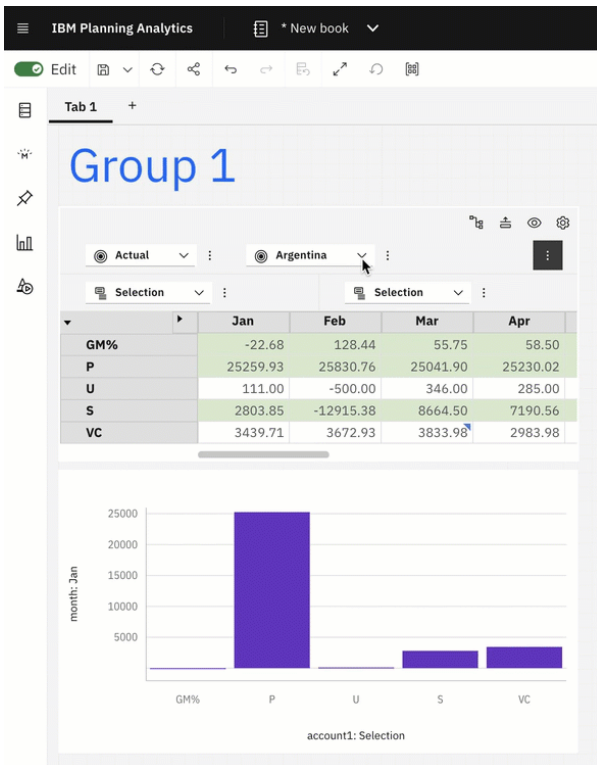 IBM Planning Analytics
* New book
Edit
Tab 1 +
Group 1
Actual Argentina
Selection Selection
Jan Feb Mar Apr
GM% -22.68 128.44 55.75 58.50
P 25259.93 25830.76 25041.90 25230.02
U 111.00 -500.00 346.00 285.00
S 2803.85 -12915.38 8664.50 7190.56
VC 3439.71 3672.93 3833.98 2983.98
25000
20000
15000
10000
5000
month: Jan
GM% P U S VC
account1: Selection